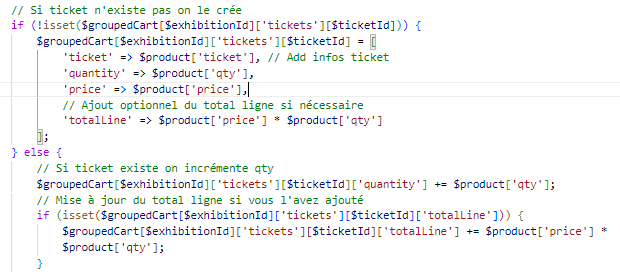 // Si ticket n'existe pas on le crée
if (!isset($groupedCart[$exhibitionId]['tickets'][$ticketId])) {
$groupedCart[$exhibitionId]['tickets'][$ticketId] = [
'ticket' => $product['ticket'], // Add infos ticket
'quantity' => $product['qty'],
'price' => $product['price'],
// Ajout optionnel du total ligne si nécessaire
'totalLine' => $product['price'] * $product['qty']
];
} else {
// Si ticket existe on incrémente qty
$groupedCart[$exhibitionId]['tickets'][$ticketId]['quantity'] += $product['qty'];
// Mise à jour du total ligne si vous l'avez ajouté
if (isset($groupedCart[$exhibitionId]['tickets'][$ticketId]['totalLine'])) {
$groupedCart[$exhibitionId]['tickets'][$ticketId]['totalLine'] += $product['price'] *
$product['qty'];
}